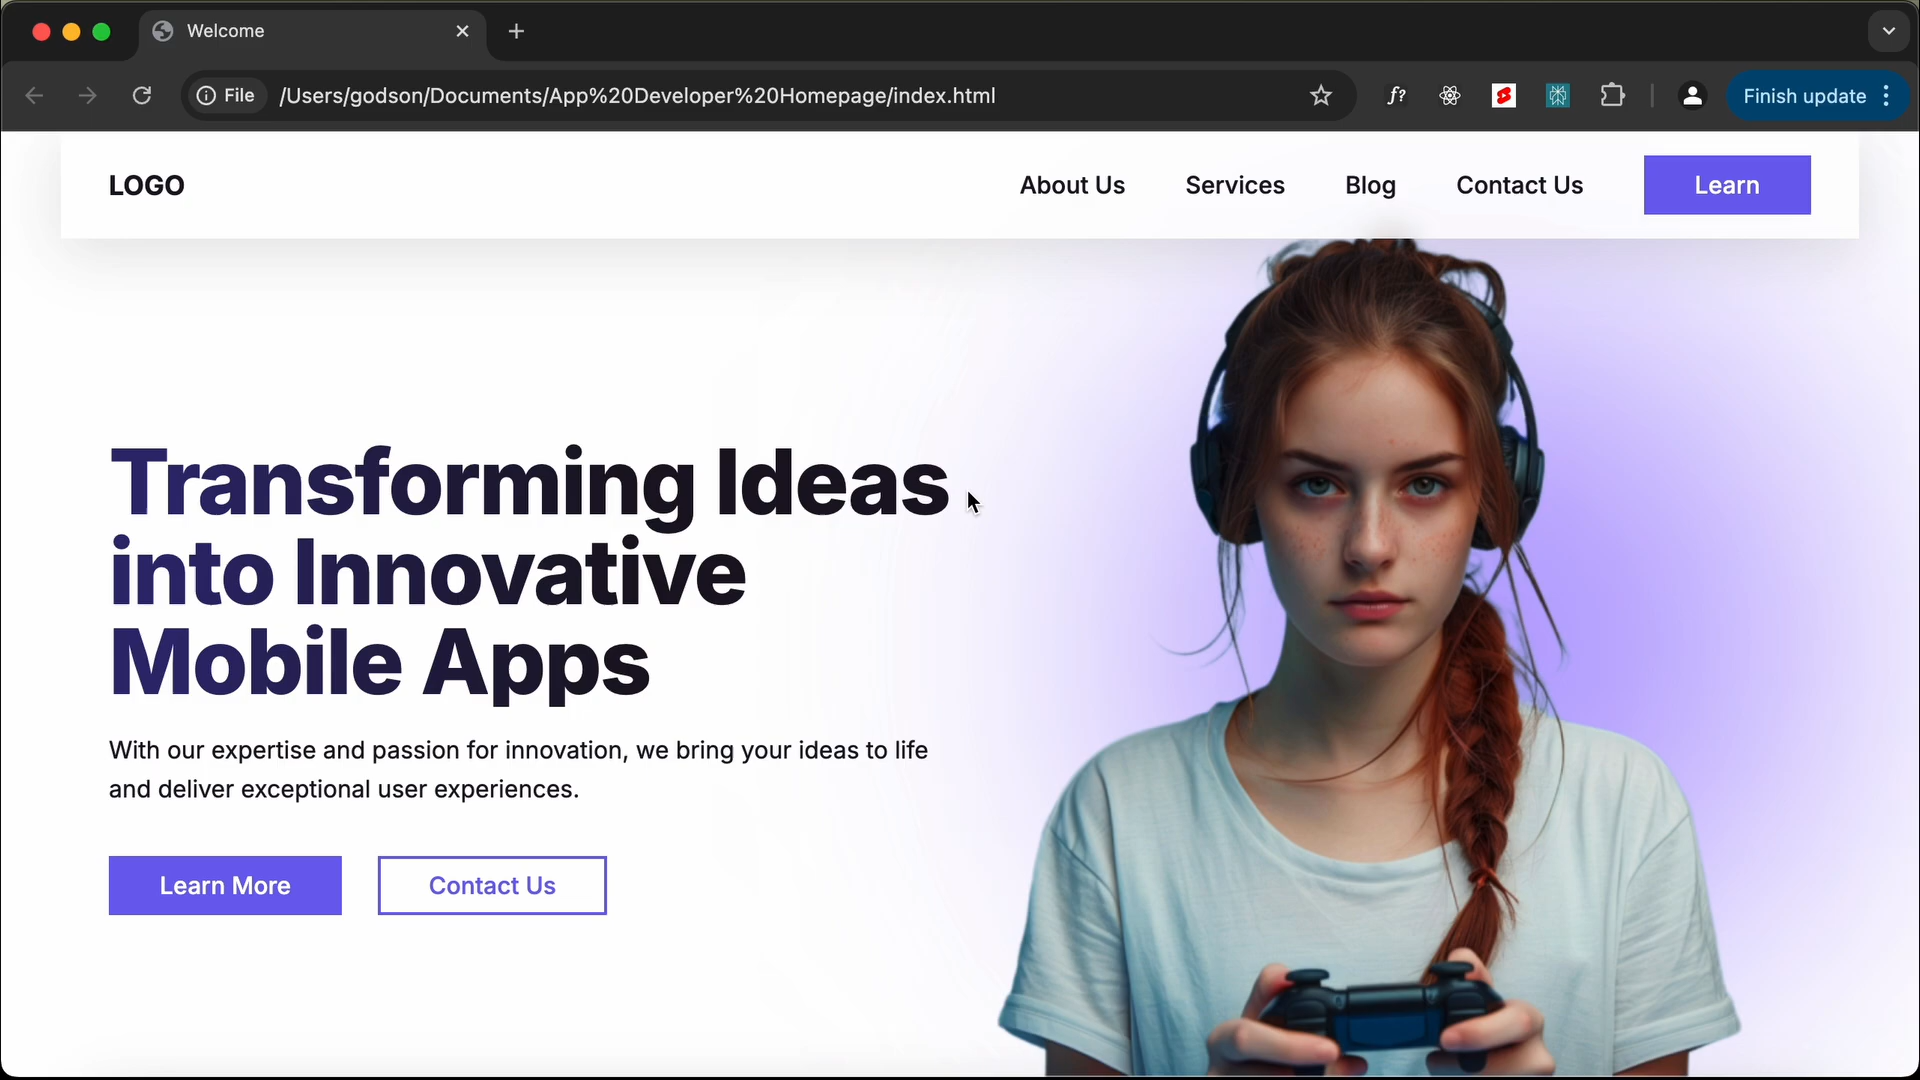 Welcome
File /Users/godson/Documents/App%20Developer%20Homepage/index.html
f?
Finish update
LOGO
About Us
Services
Blog
Contact Us
Learn
Transforming Ideas
into Innovative
Mobile Apps
With our expertise and passion for innovation, we bring your ideas to life
and deliver exceptional user experiences.
Learn More
Contact Us